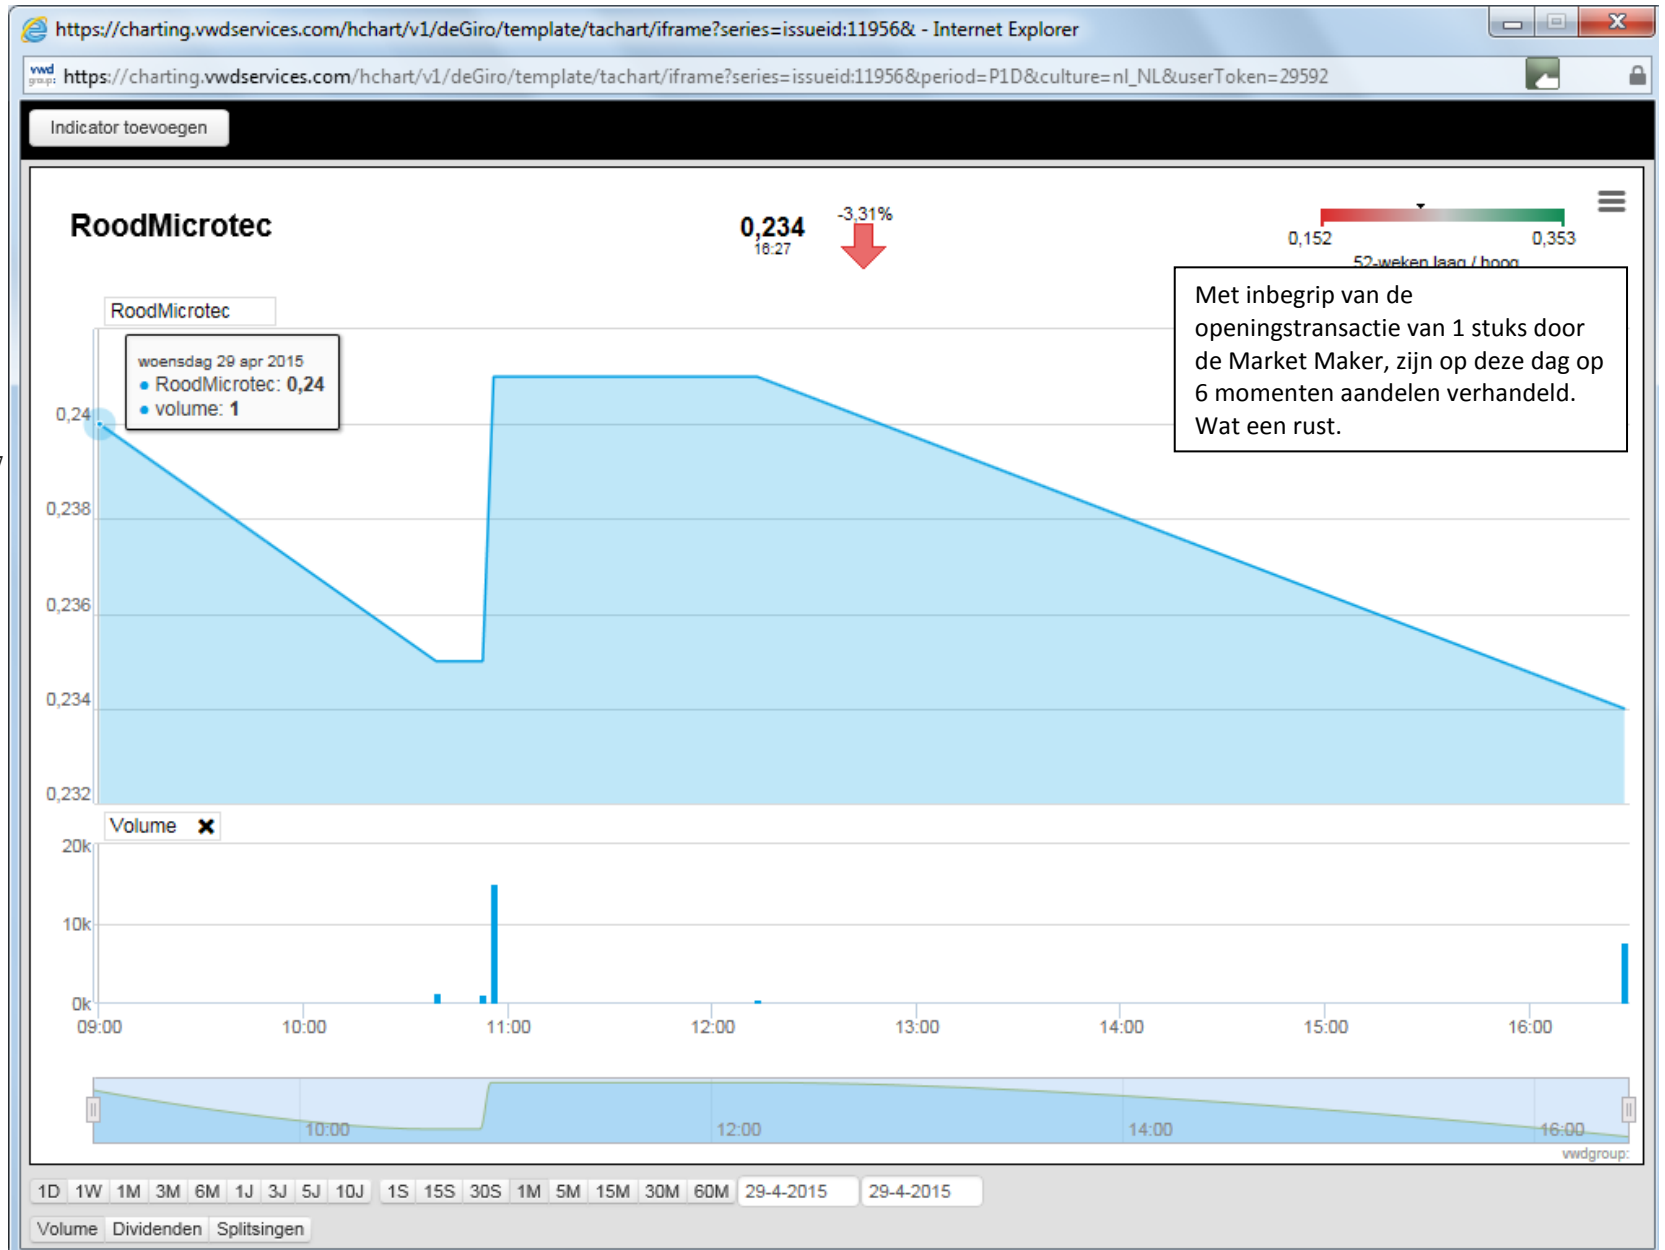 https://charting.vwdservices.com/hchart/v1/deGiro/template/tachart/iframe?series=issueid:11956& - Internet Explorer
vwd group: https://charting.vwdservices.com/hchart/v1/deGiro/template/tachart/iframe?series=issueid:11956&period=P1D&culture=nl_NL&userToken=29592
Indicator toevoegen
RoodMicrotec
0,234
16:27
-3,31%
0,152 0,353
52-weken laag / hoog
Met inbegrip van de
openingstransactie van 1 stuks door
de Market Maker, zijn op deze dag op
6 momenten aandelen verhandeld.
Wat een rust.
RoodMicrotec
woensdag 29 apr 2015
• RoodMicrotec: 0,24
• volume: 1
0,24
0,238
0,236
0,234
0,232
Volume ✖
20k
10k
0k
09:00 10:00 11:00 12:00 13:00 14:00 15:00 16:00
10:00 12:00 14:00 16:00
vwdgroup:
1D 1W 1M 3M 6M 1J 3J 5J 10J 1S 15S 30S 1M 5M 15M 30M 60M 29-4-2015 29-4-2015
Volume Dividenden Splitsingen